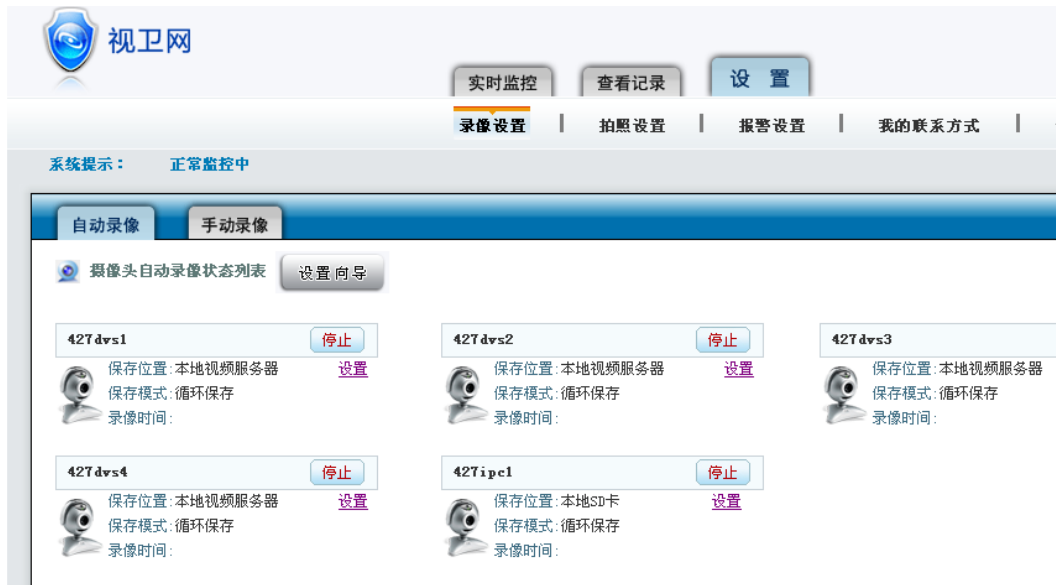 视卫网
实时监控 查看记录 设 置
录像设置 | 拍照设置 | 报警设置 | 我的联系方式 |
系统提示： 正常监控中
自动录像 手动录像
摄像头自动录像状态列表 设置向导
427dvs1 停止 427dvs2 停止 427dvs3
保存位置:本地视频服务器 设置 保存位置:本地视频服务器 设置 保存位置:本地视频服务器
保存模式:循环保存 保存模式:循环保存 保存模式:循环保存
录像时间: 录像时间: 录像时间:
427dvs4 停止 427ipc1 停止
保存位置:本地视频服务器 设置 保存位置:本地SD卡 设置
保存模式:循环保存 保存模式:循环保存
录像时间: 录像时间: